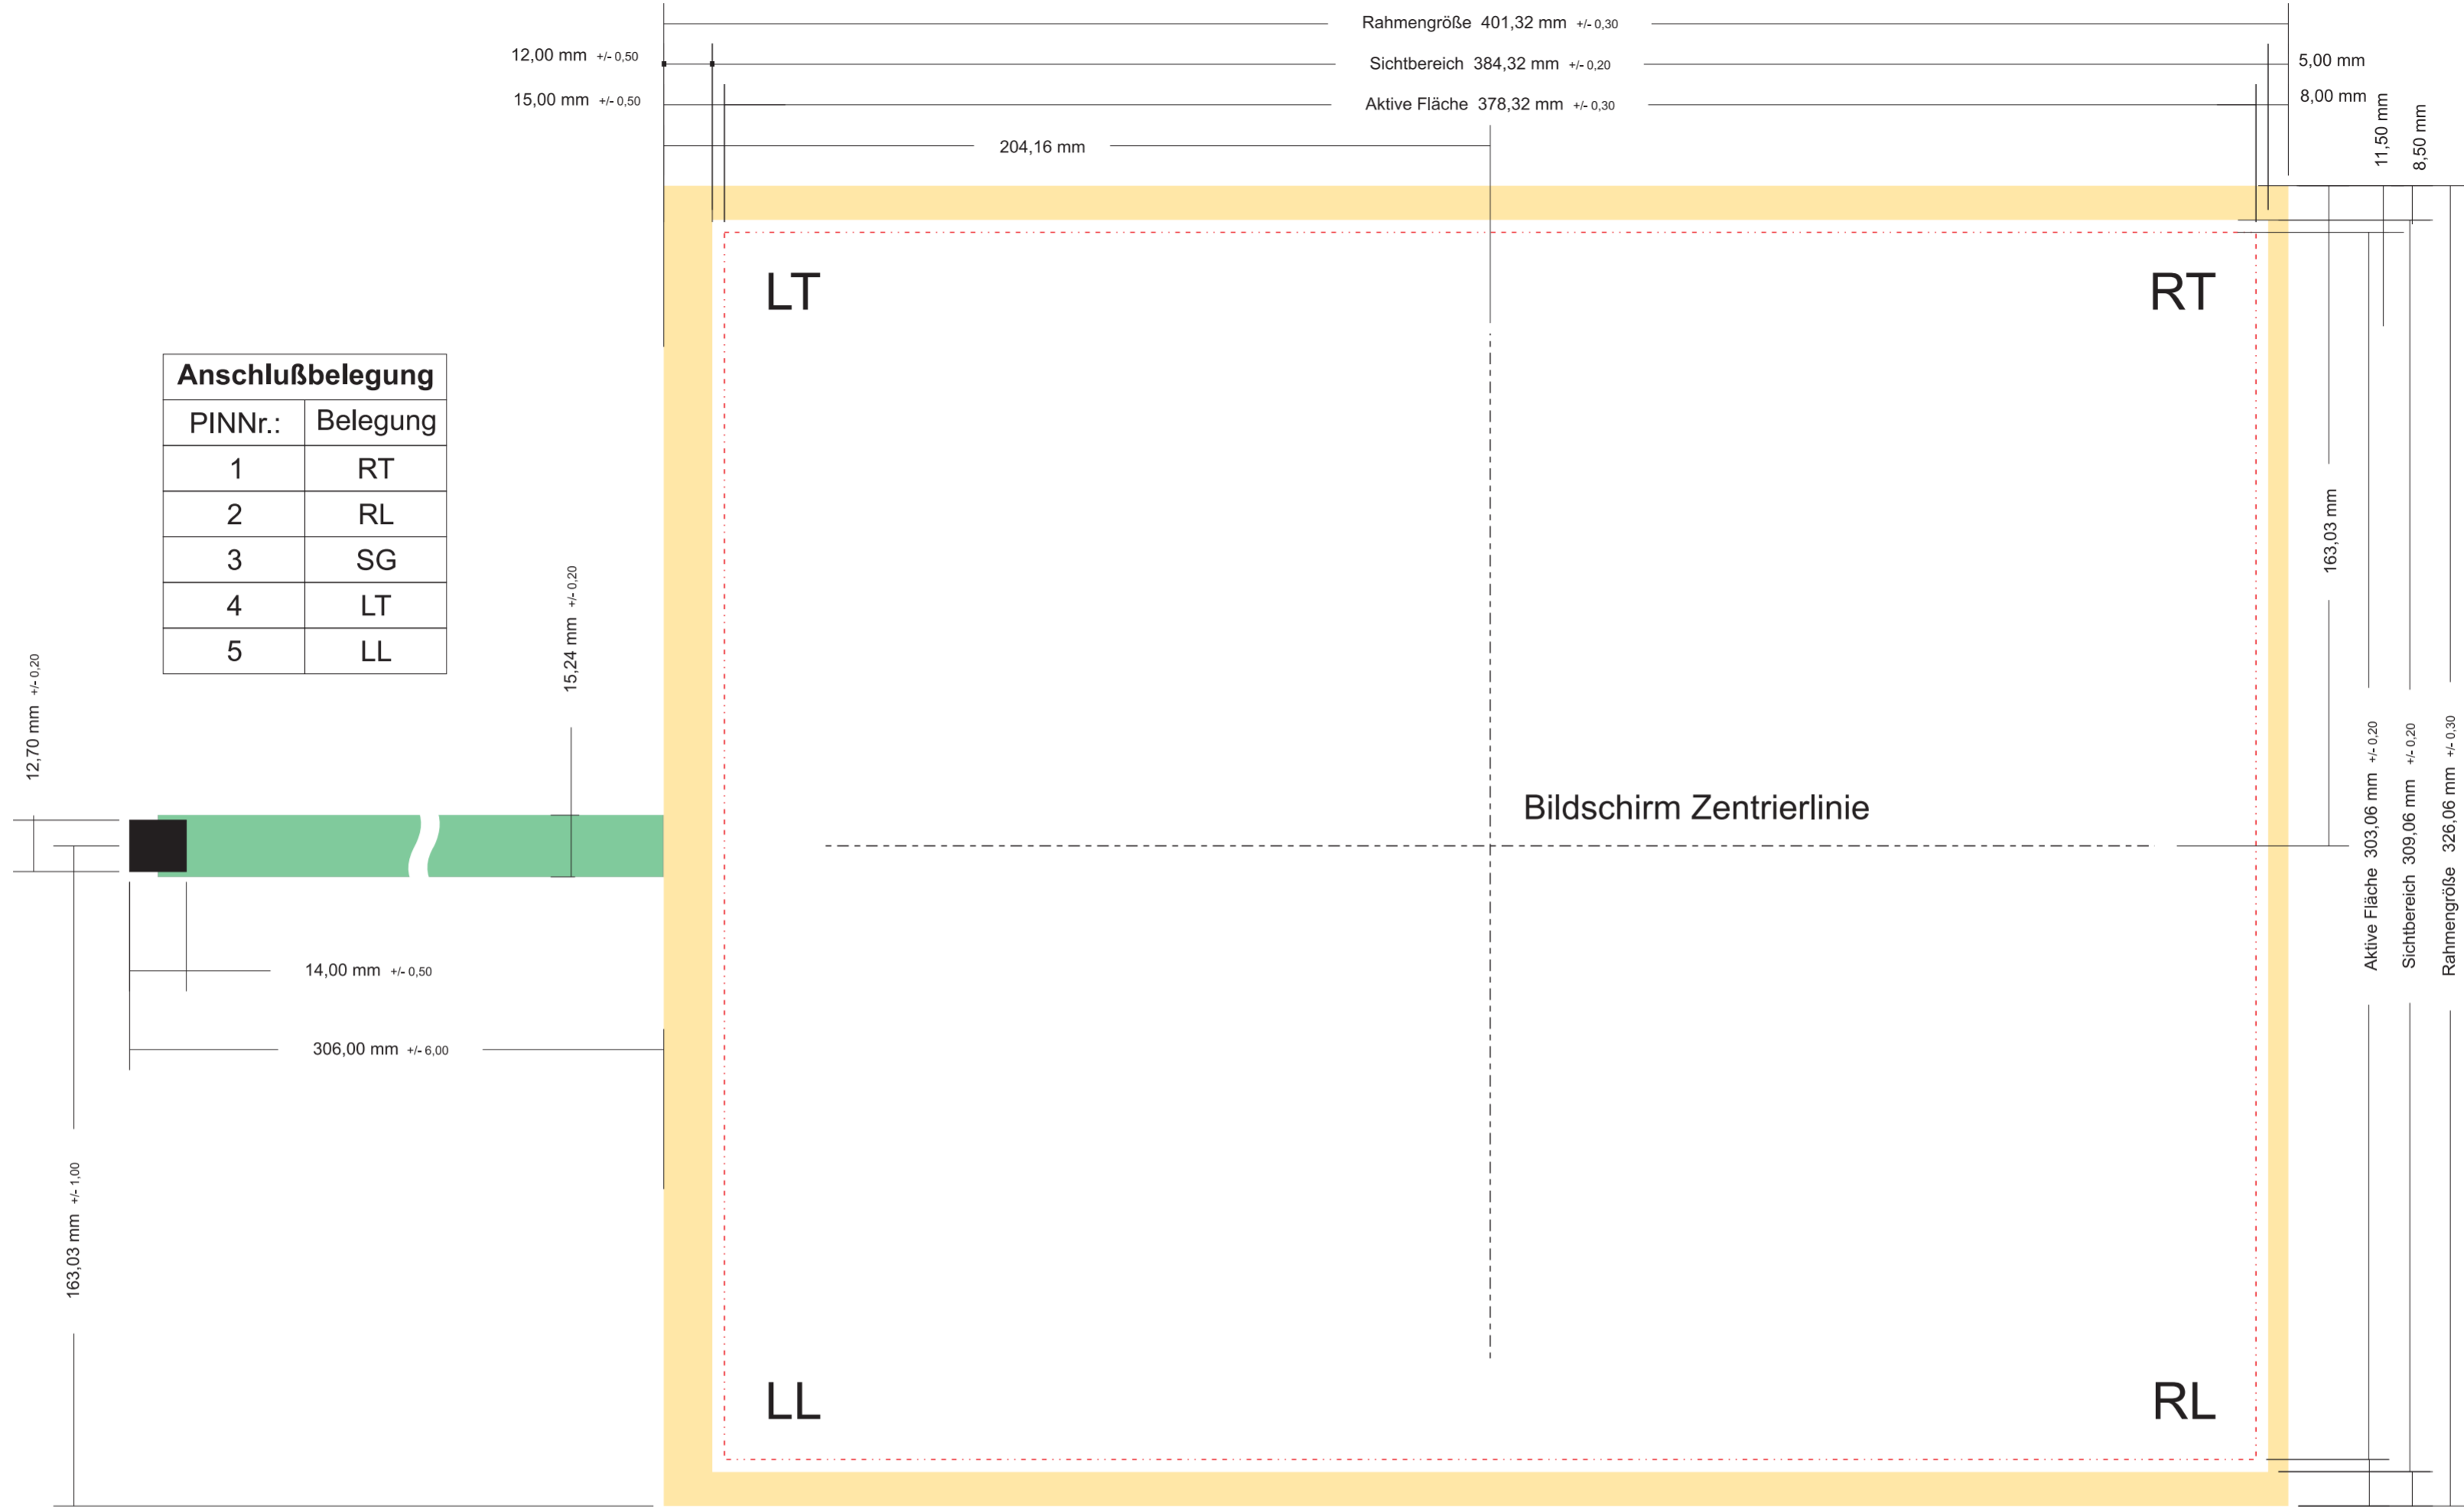 Rahmengröße 401,32 mm +/- 0,30
12,00 mm +/- 0,50
Sichtbereich 384,32 mm +/- 0,20
5,00 mm
15,00 mm +/- 0,50
Aktive Fläche 378,32 mm +/- 0,30
8,00 mm
11,50 mm
8,50 mm
204,16 mm
LT
RT
Anschlußbelegung
PINNr.: Belegung
1 RT
2 RL
3 SG
4 LT
5 LL
163,03 mm
15,24 mm +/- 0,20
12,70 mm +/- 0,20
Bildschirm Zentrierlinie
Aktive Fläche 303,06 mm +/- 0,20
Sichtbereich 309,06 mm +/- 0,20
Rahmengröße 326,06 mm +/- 0,30
14,00 mm +/- 0,50
306,00 mm +/- 6,00
163,03 mm +/- 1,00
LL
RL